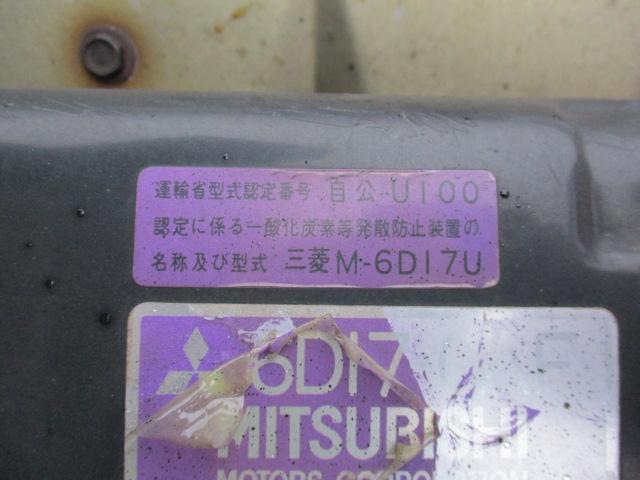 運輸省型式認定番号 自公 U100
認定に係る一酸化炭素等発散防止装置の
名称及び型式 三菱 M-6D17U
6D17
MITSUBISHI
MOTORS CORPORATION